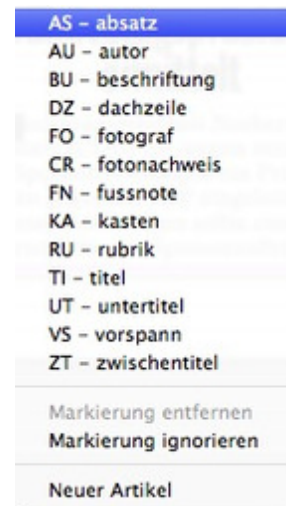 AS – absatz
AU – autor
BU – beschriftung
DZ – dachzeile
FO – fotograf
CR – fotonachweis
FN – fussnote
KA – kasten
RU – rubrik
TI – titel
UT – untertitel
VS – vorspann
ZT – zwischentitel
Markierung entfernen
Markierung ignorieren
Neuer Artikel